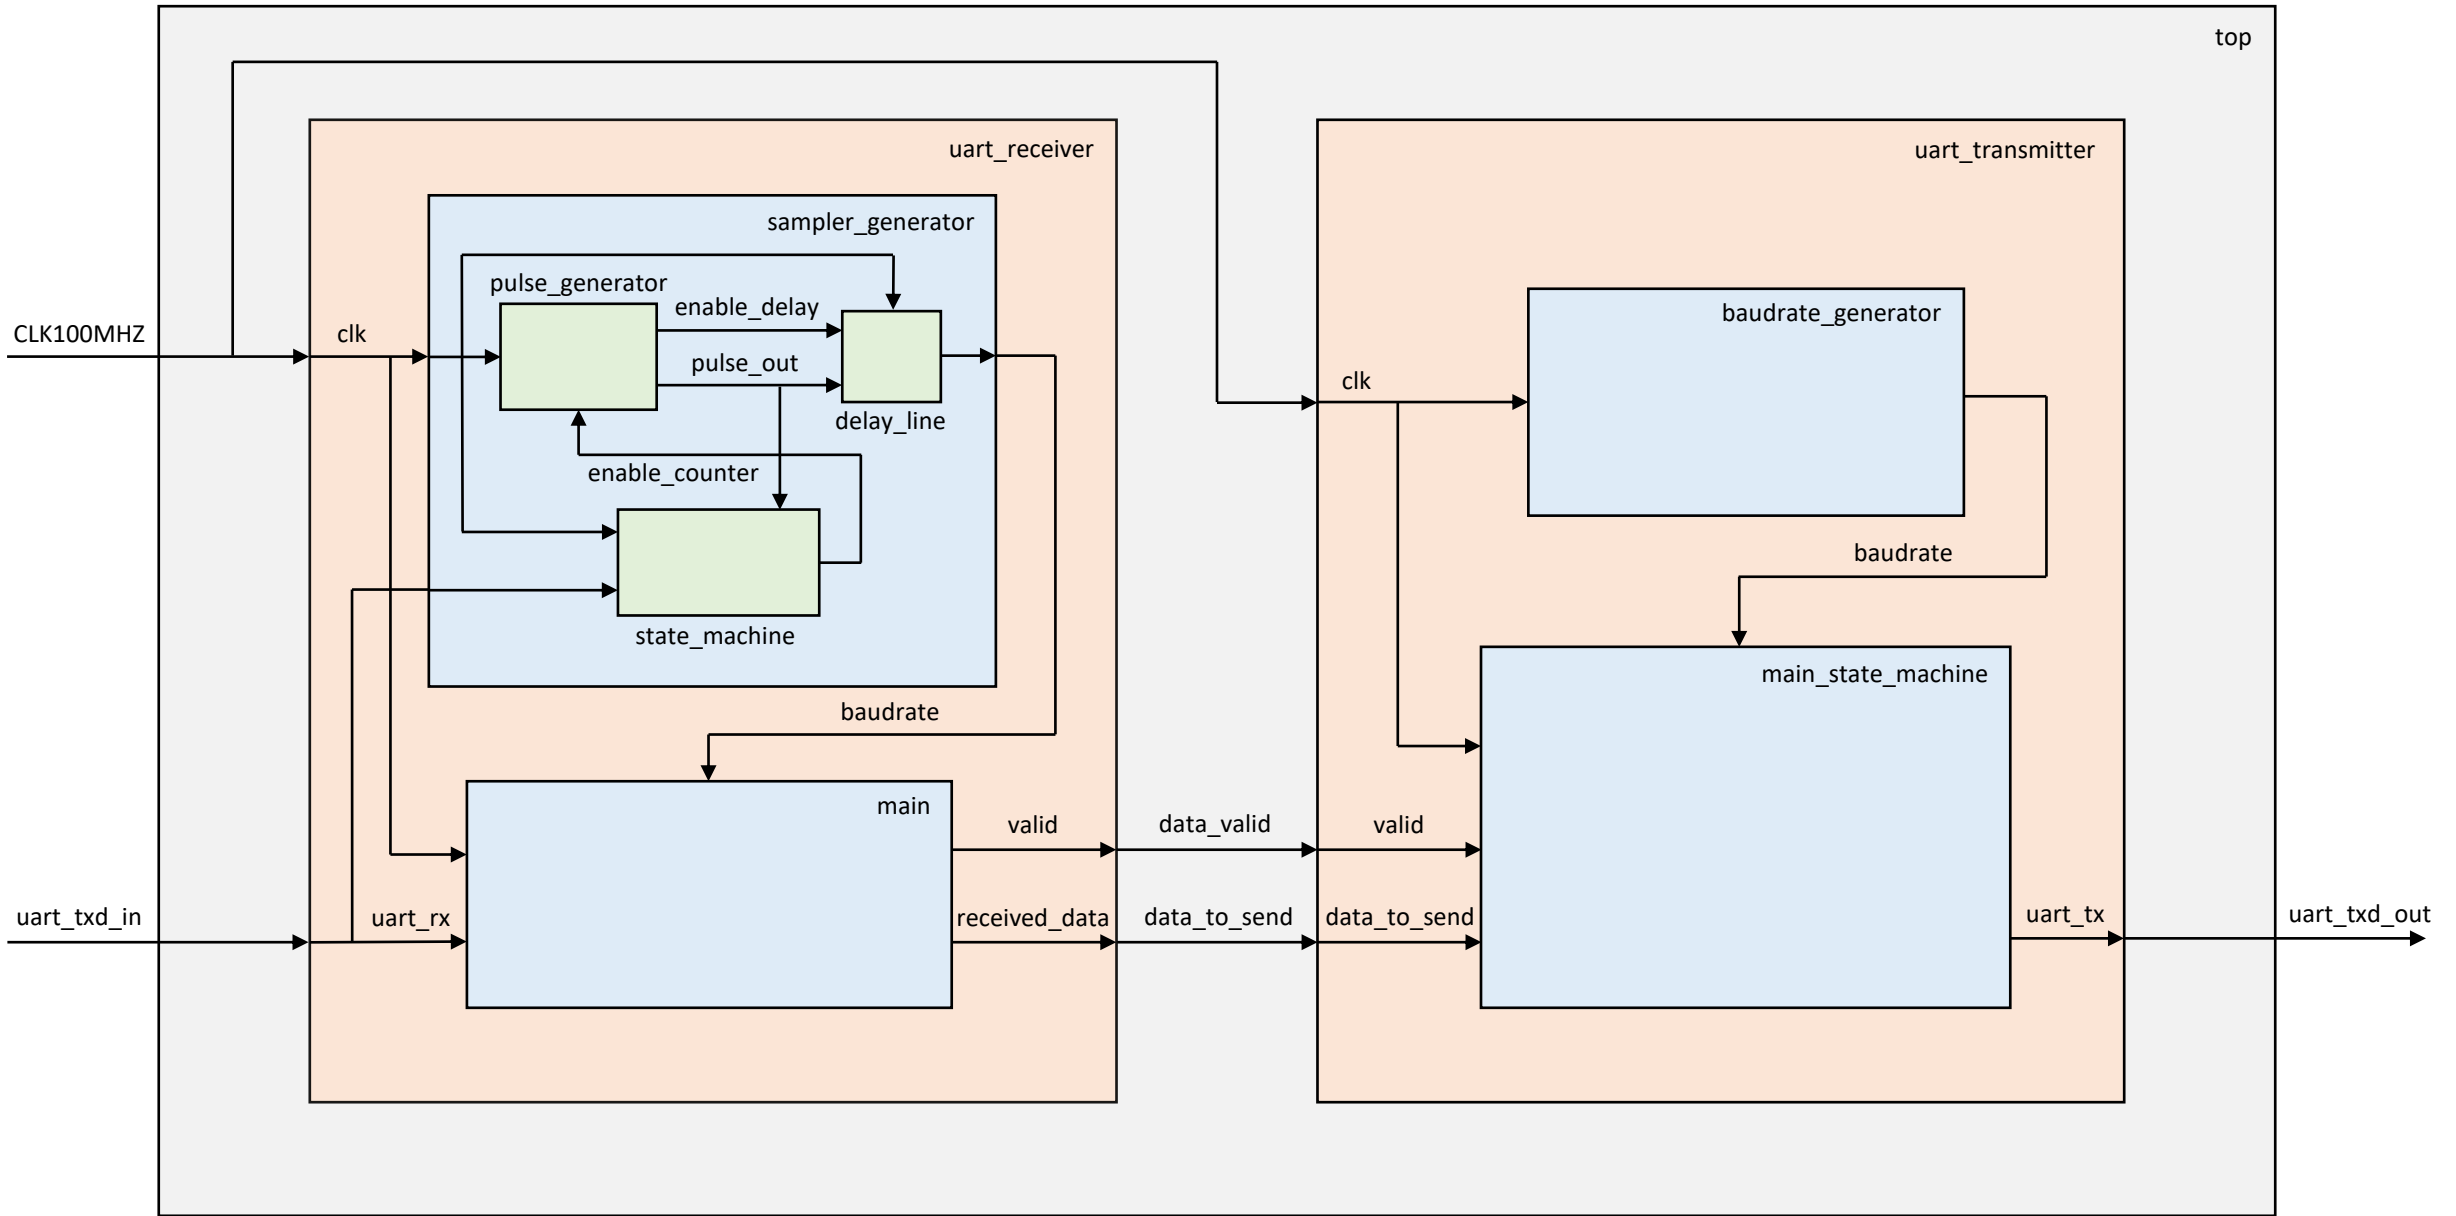 top
uart_receiver
uart_transmitter
sampler_generator
pulse_generator
enable_delay
baudrate_generator
CLK100MHZ
clk
pulse_out
clk
delay_line
enable_counter
baudrate
state_machine
main_state_machine
baudrate
main
valid
data_valid
valid
uart_txd_in
uart_rx
received_data
data_to_send
data_to_send
uart_tx
uart_txd_out